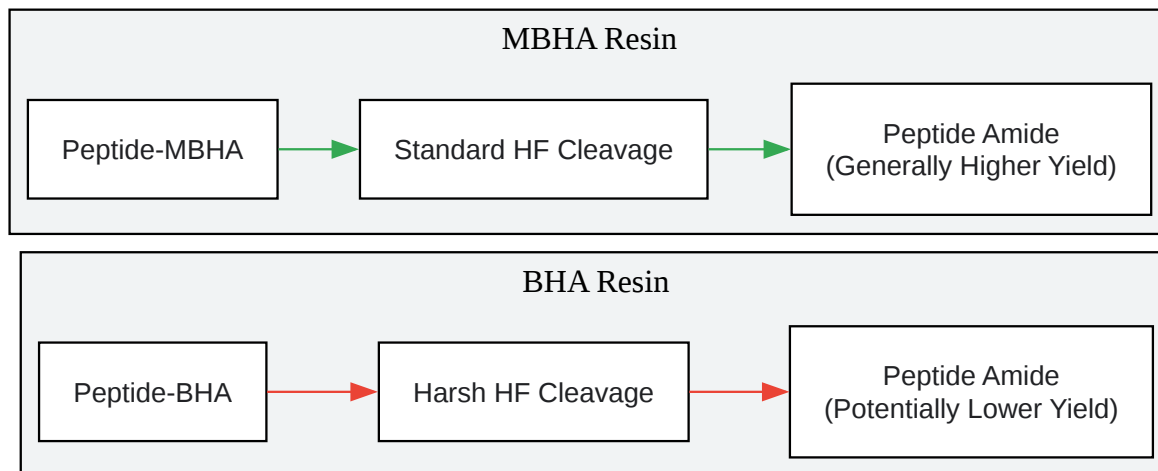 MBHA Resin
Peptide-MBHA
Standard HF Cleavage
Peptide Amide
(Generally Higher Yield)
BHA Resin
Peptide-BHA
Harsh HF Cleavage
Peptide Amide
(Potentially Lower Yield)